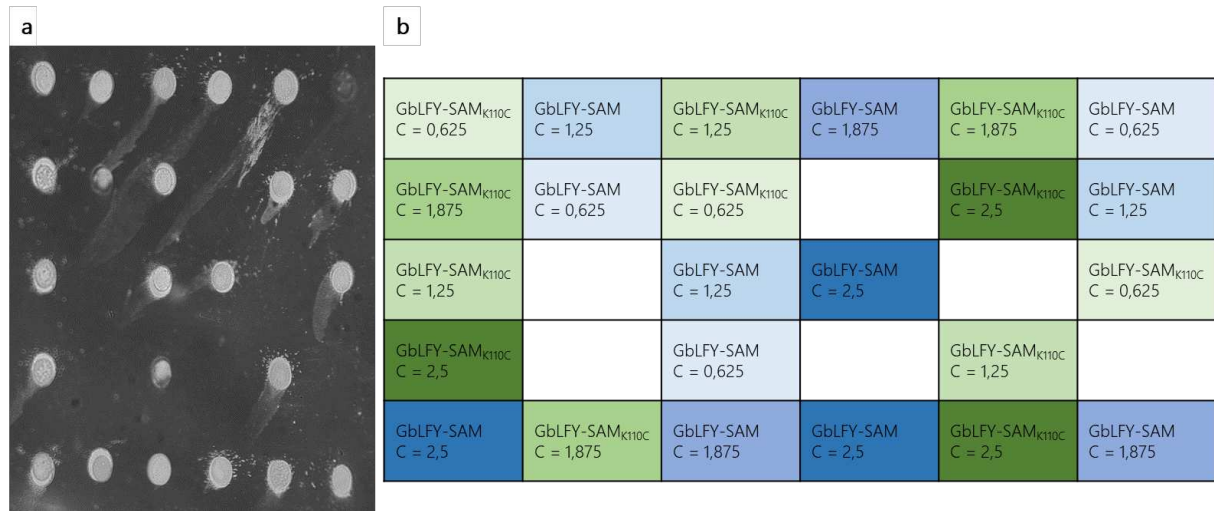 a
b
GbLFY-SAMK110C
C = 0,625
GbLFY-SAM
C = 1,25
GbLFY-SAMK110C
C = 1,25
GbLFY-SAM
C = 1,875
GbLFY-SAMK110C
C = 1,875
GbLFY-SAM
C = 0,625
GbLFY-SAMK110C
C = 1,875
GbLFY-SAM
C = 0,625
GbLFY-SAMK110C
C = 0,625
GbLFY-SAMK110C
C = 2,5
GbLFY-SAM
C = 1,25
GbLFY-SAMK110C
C = 1,25
GbLFY-SAM
C = 1,25
GbLFY-SAM
C = 2,5
GbLFY-SAMK110C
C = 0,625
GbLFY-SAMK110C
C = 2,5
GbLFY-SAM
C = 0,625
GbLFY-SAMK110C
C = 1,25
GbLFY-SAM
C = 2,5
GbLFY-SAMK110C
C = 1,875
GbLFY-SAM
C = 1,875
GbLFY-SAM
C = 2,5
GbLFY-SAMK110C
C = 2,5
GbLFY-SAM
C = 1,875